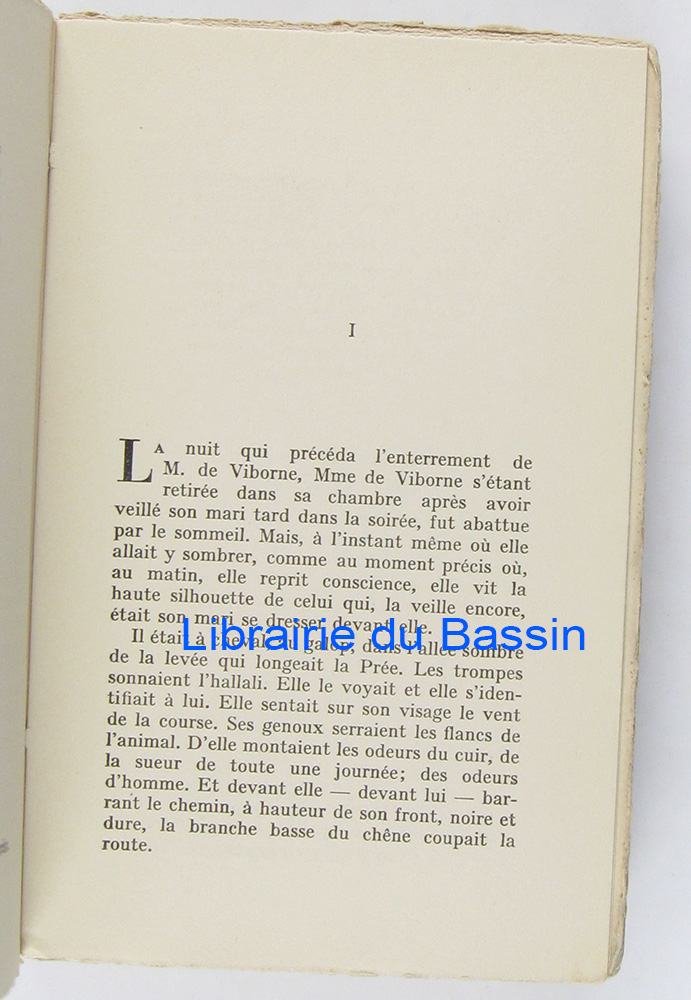 I
LA nuit qui précéda l'enterrement de
M. de Viborne, Mme de Viborne s'étant
retirée dans sa chambre après avoir
veillé son mari tard dans la soirée, fut abattue
par le sommeil. Mais, à l'instant même où elle
allait y sombrer, comme au moment précis où,
au matin, elle reprit conscience, elle vit la
haute silhouette de celui qui, la veille encore,
était son mari se dresser devant elle.
Librairie du Bassin
Il était à cheval, au galop, dans l'allée sombre
de la levée qui longeait la Prée. Les trompes
sonnaient l'hallali. Elle le voyait et elle s'iden-
tifiait à lui. Elle sentait sur son visage le vent
de la course. Ses genoux serraient les flancs de
l'animal. D'elle montaient les odeurs du cuir, de
la sueur de toute une journée; des odeurs
d'homme. Et devant elle — devant lui — bar-
rant le chemin, à hauteur de son front, noire et
dure, la branche basse du chêne coupait la
route.